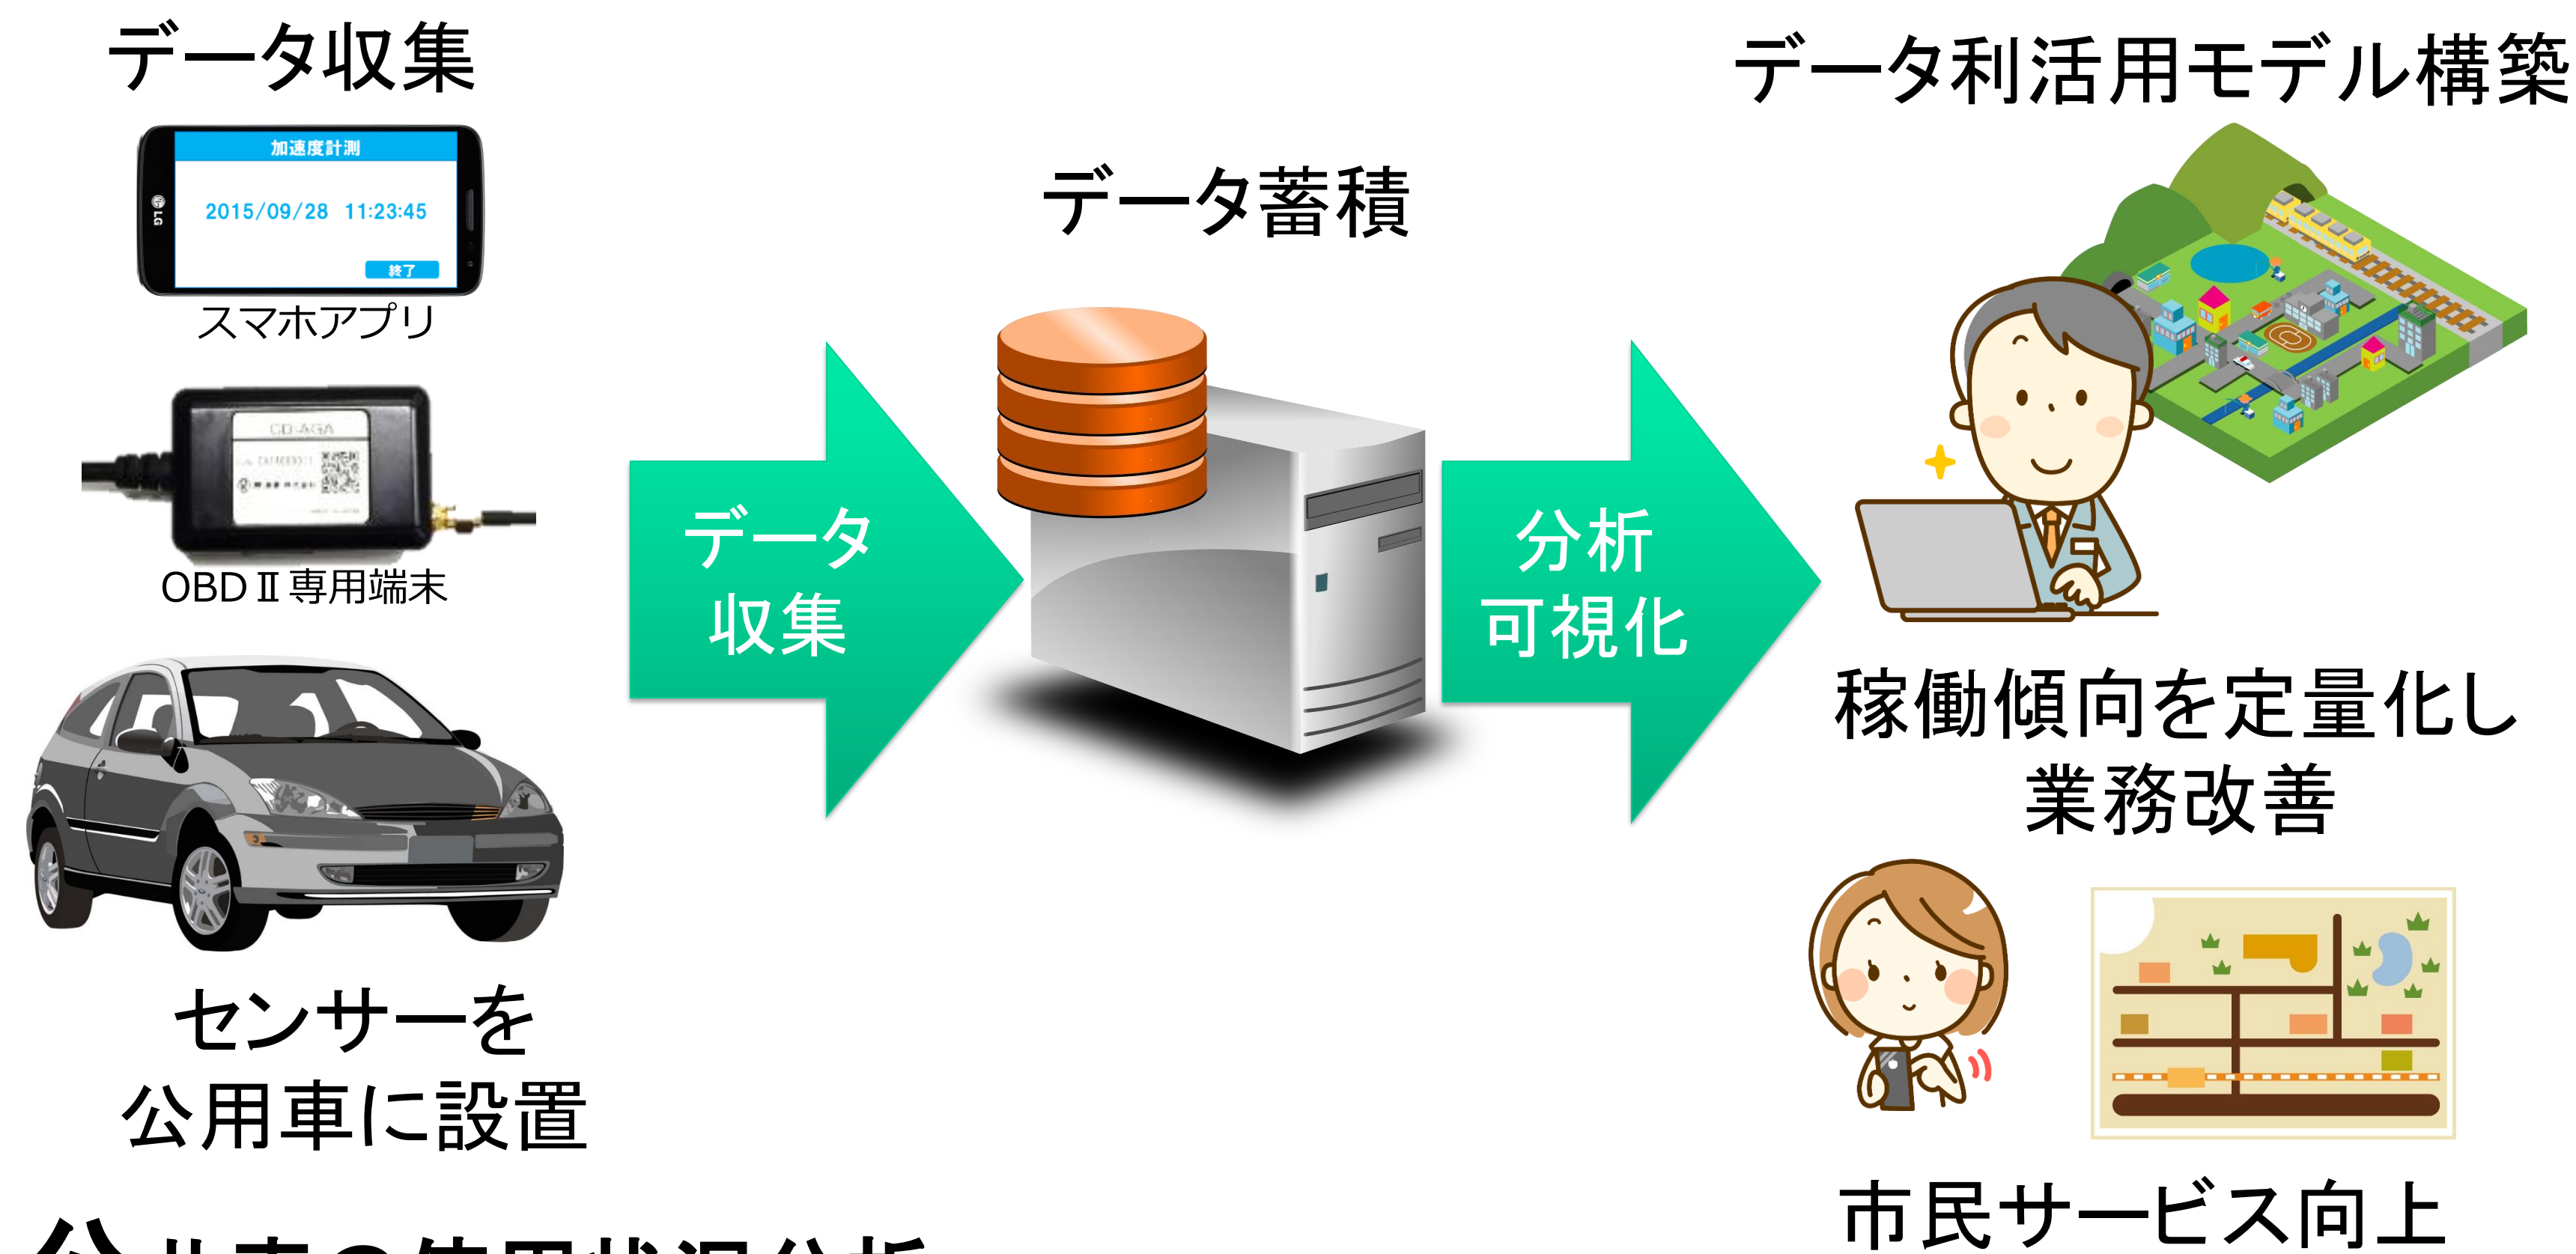 データ収集
加速度計測
2015/09/28 11:23:45
終了
LG
スマホアプリ
CD-AGA
OBDⅡ専用端末
センサーを
公用車に設置
データ
収集
データ蓄積
分析
可視化
データ利活用モデル構築
稼働傾向を定量化し
業務改善
市民サービス向上